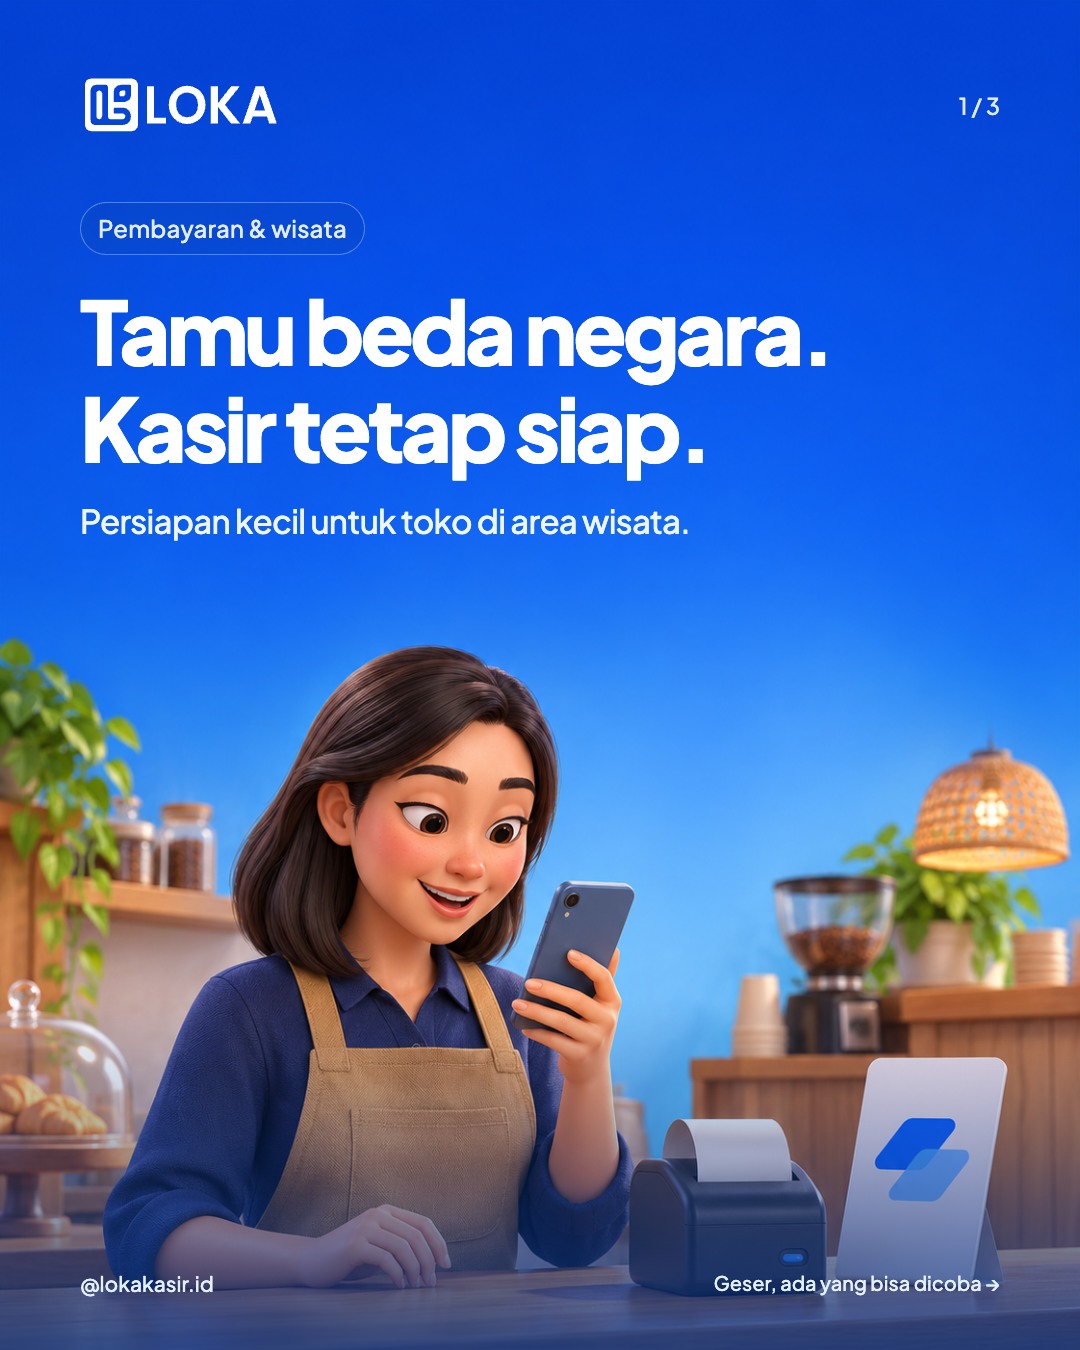 LOKA
1/3
Pembayaran & wisata
Tamu beda negara.
Kasir tetap siap.
Persiapan kecil untuk toko di area wisata.
@lokakasir.id
Geser, ada yang bisa dicoba →